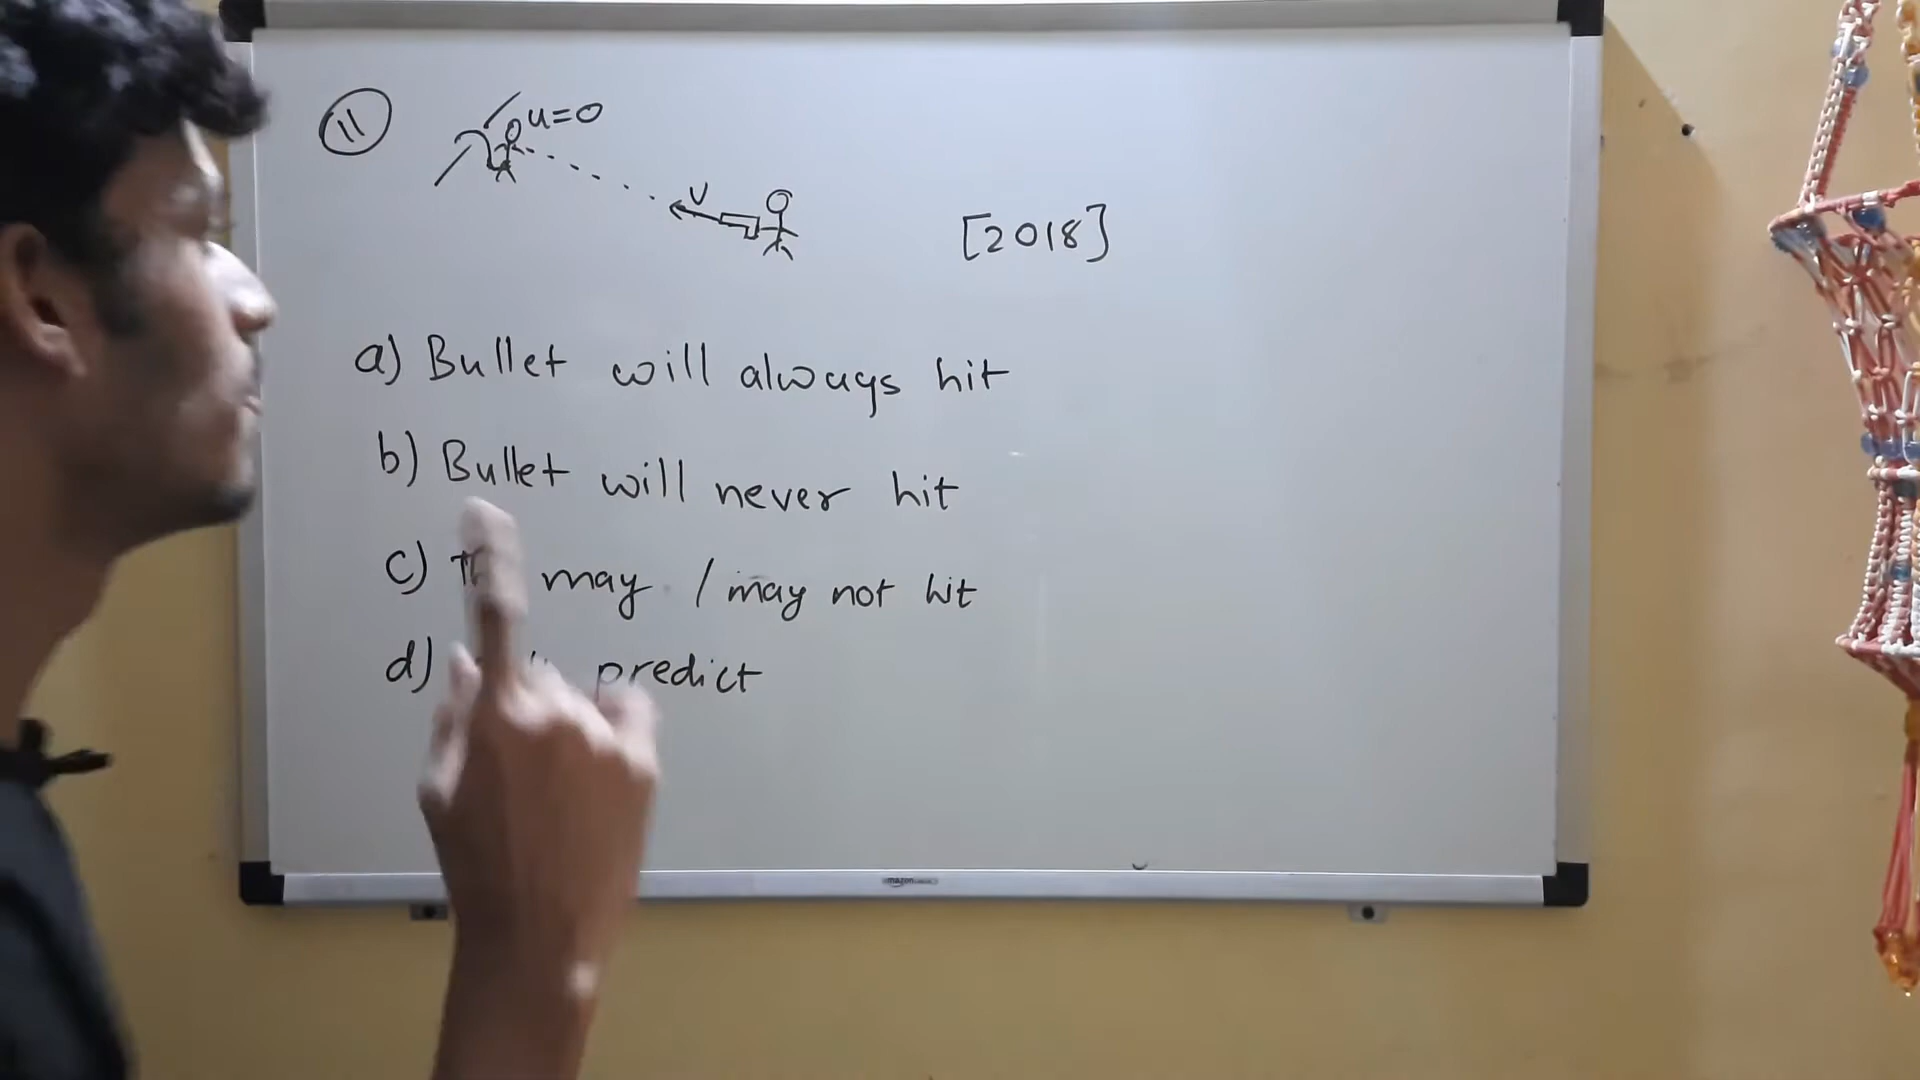 11
u=0
v
[2018]
a) Bullet will always hit
b) Bullet will never hit
c) may / may not hit
d) predict